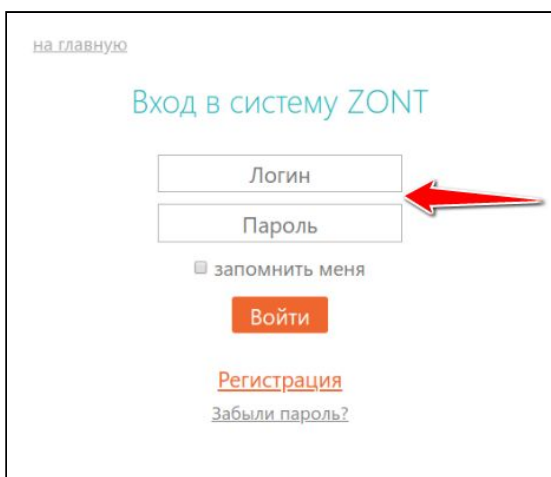 на главную
Вход в систему ZONT
Логин
Пароль
запомнить меня
Войти
Регистрация
Забыли пароль?